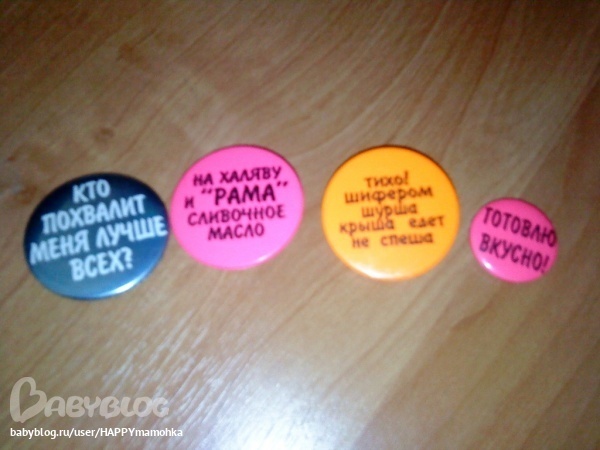 КТО
ПОХВАЛИТ
МЕНЯ ЛУЧШЕ
ВСЕХ?
НА ХАЛЯВУ
И "РАМА"
СЛИВОЧНОЕ
МАСЛО
тихо!
шифером
шурша
крыша едет
не спеша
ГОТОВЛЮ
ВКУСНО!
BABYBLOG
babyblog.ru/user/HAPPYmamohka